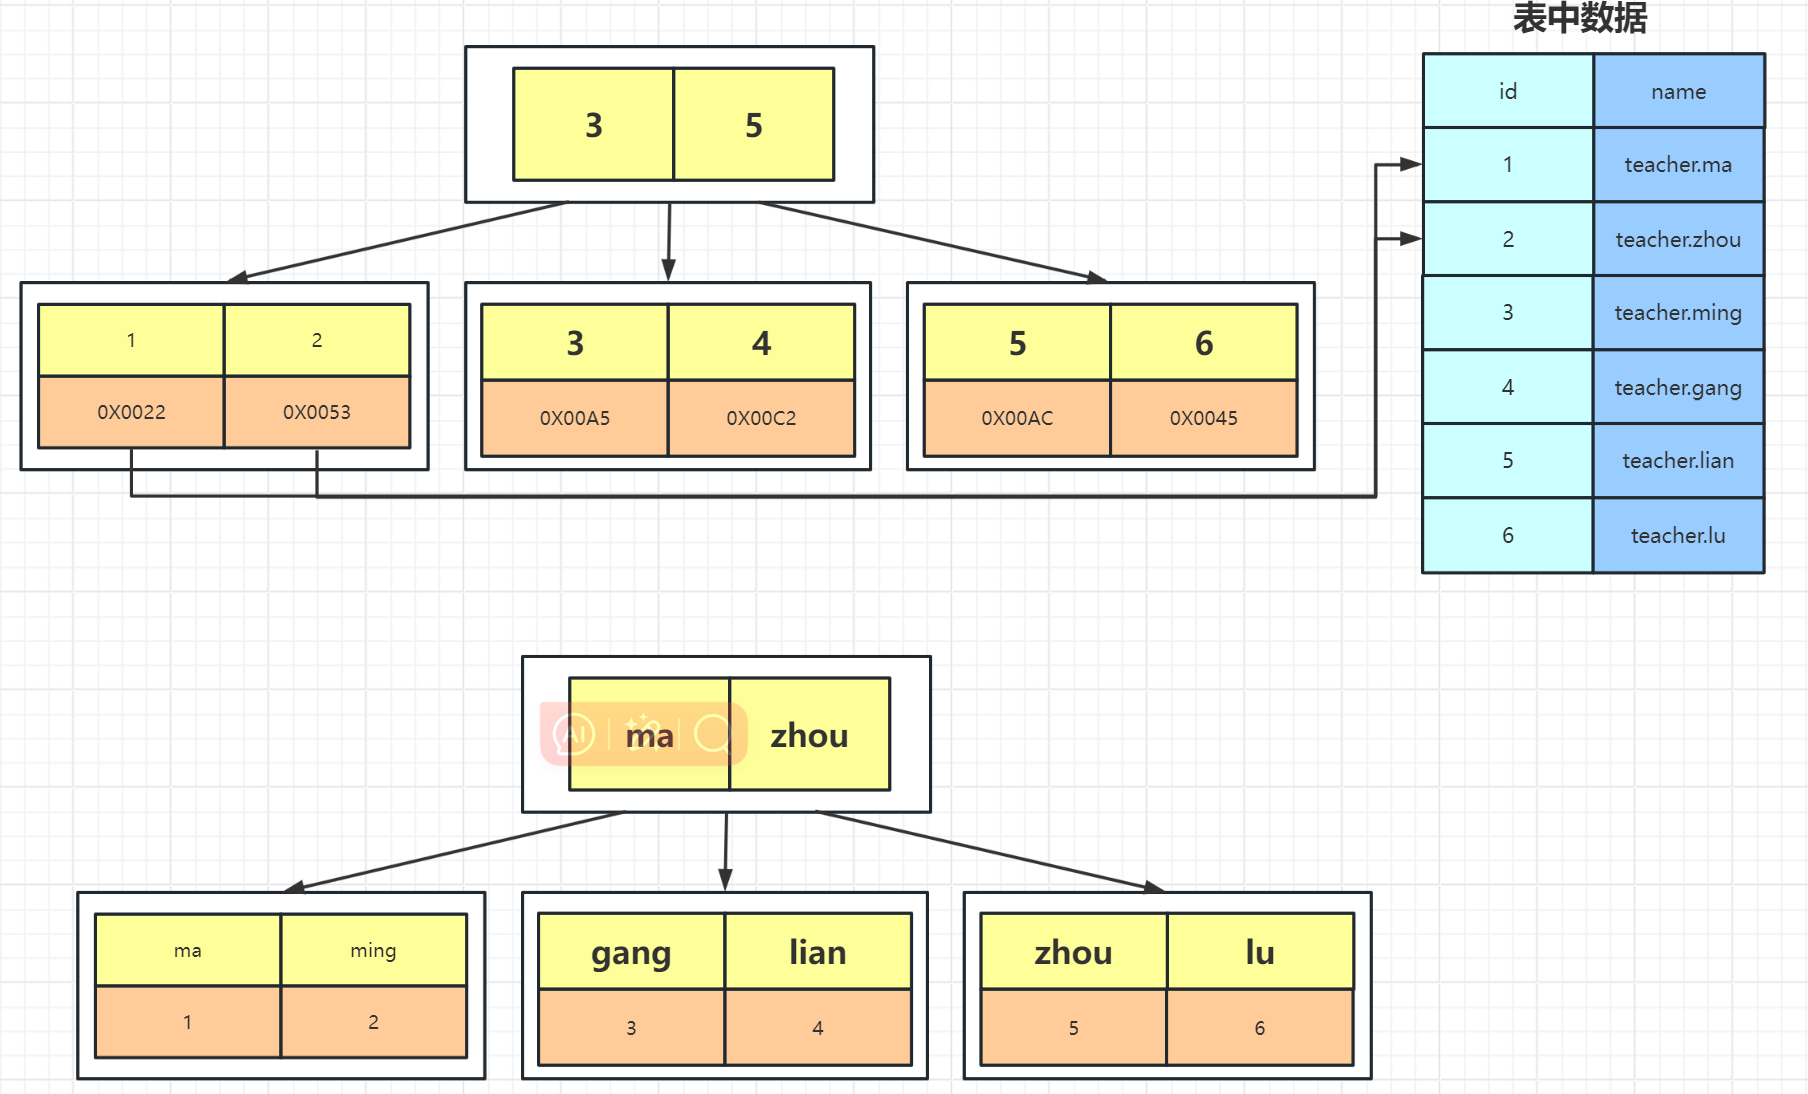 表中数据
id name
1 teacher.ma
2 teacher.zhou
3 teacher.ming
4 teacher.gang
5 teacher.lian
6 teacher.lu
3 5
1 2
0X0022 0X0053
3 4
0X00A5 0X00C2
5 6
0X00AC 0X0045
AI
ma zhou
ma ming
1 2
gang lian
3 4
zhou lu
5 6